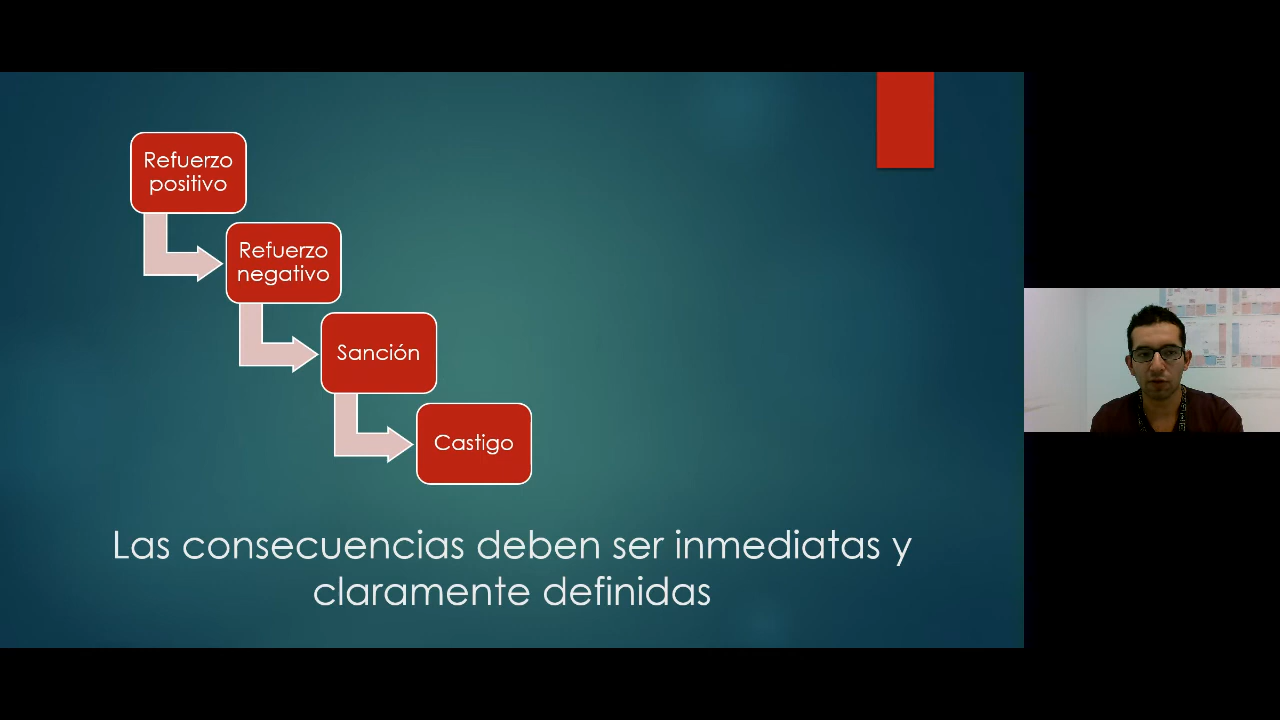 Refuerzo
positivo
Refuerzo
negativo
Sanción
Castigo
Las consecuencias deben ser inmediatas y
claramente definidas